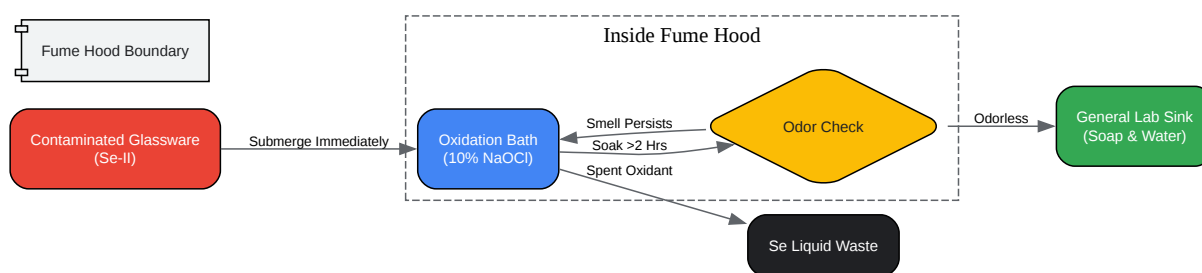 Fume Hood Boundary
Inside Fume Hood
Contaminated Glassware
(Se-II)
Submerge Immediately
Oxidation Bath
(10% NaOCl)
Smell Persists
Soak >2 Hrs
Spent Oxidant
Odor Check
Odorless
General Lab Sink
(Soap & Water)
Se Liquid Waste